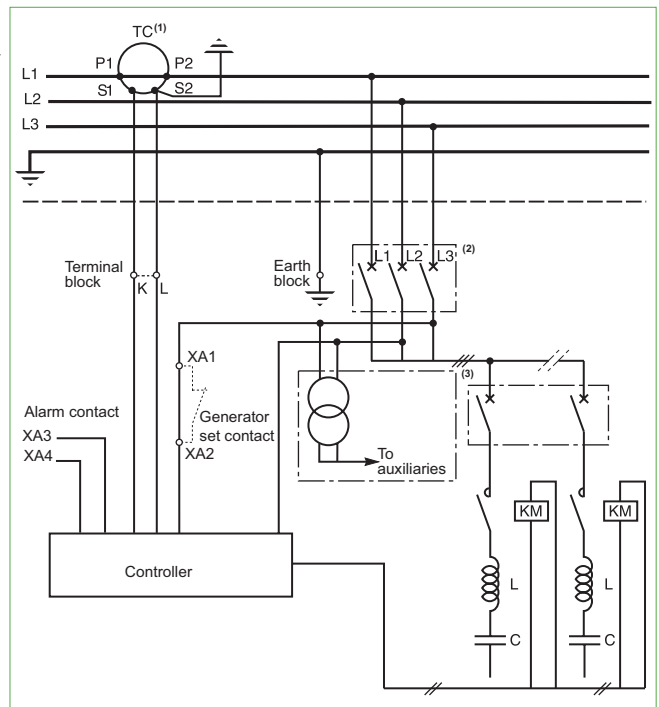 TC(1)
P1 P2
L1
S1 S2
L2
L3
L1 L2 L3 (2)
Terminal
block
K L
Earth
block
XA1
(3)
Alarm contact
XA3
XA4
Generator
set contact
XA2
To
auxiliaries
KM KM
Controller
L L
C C